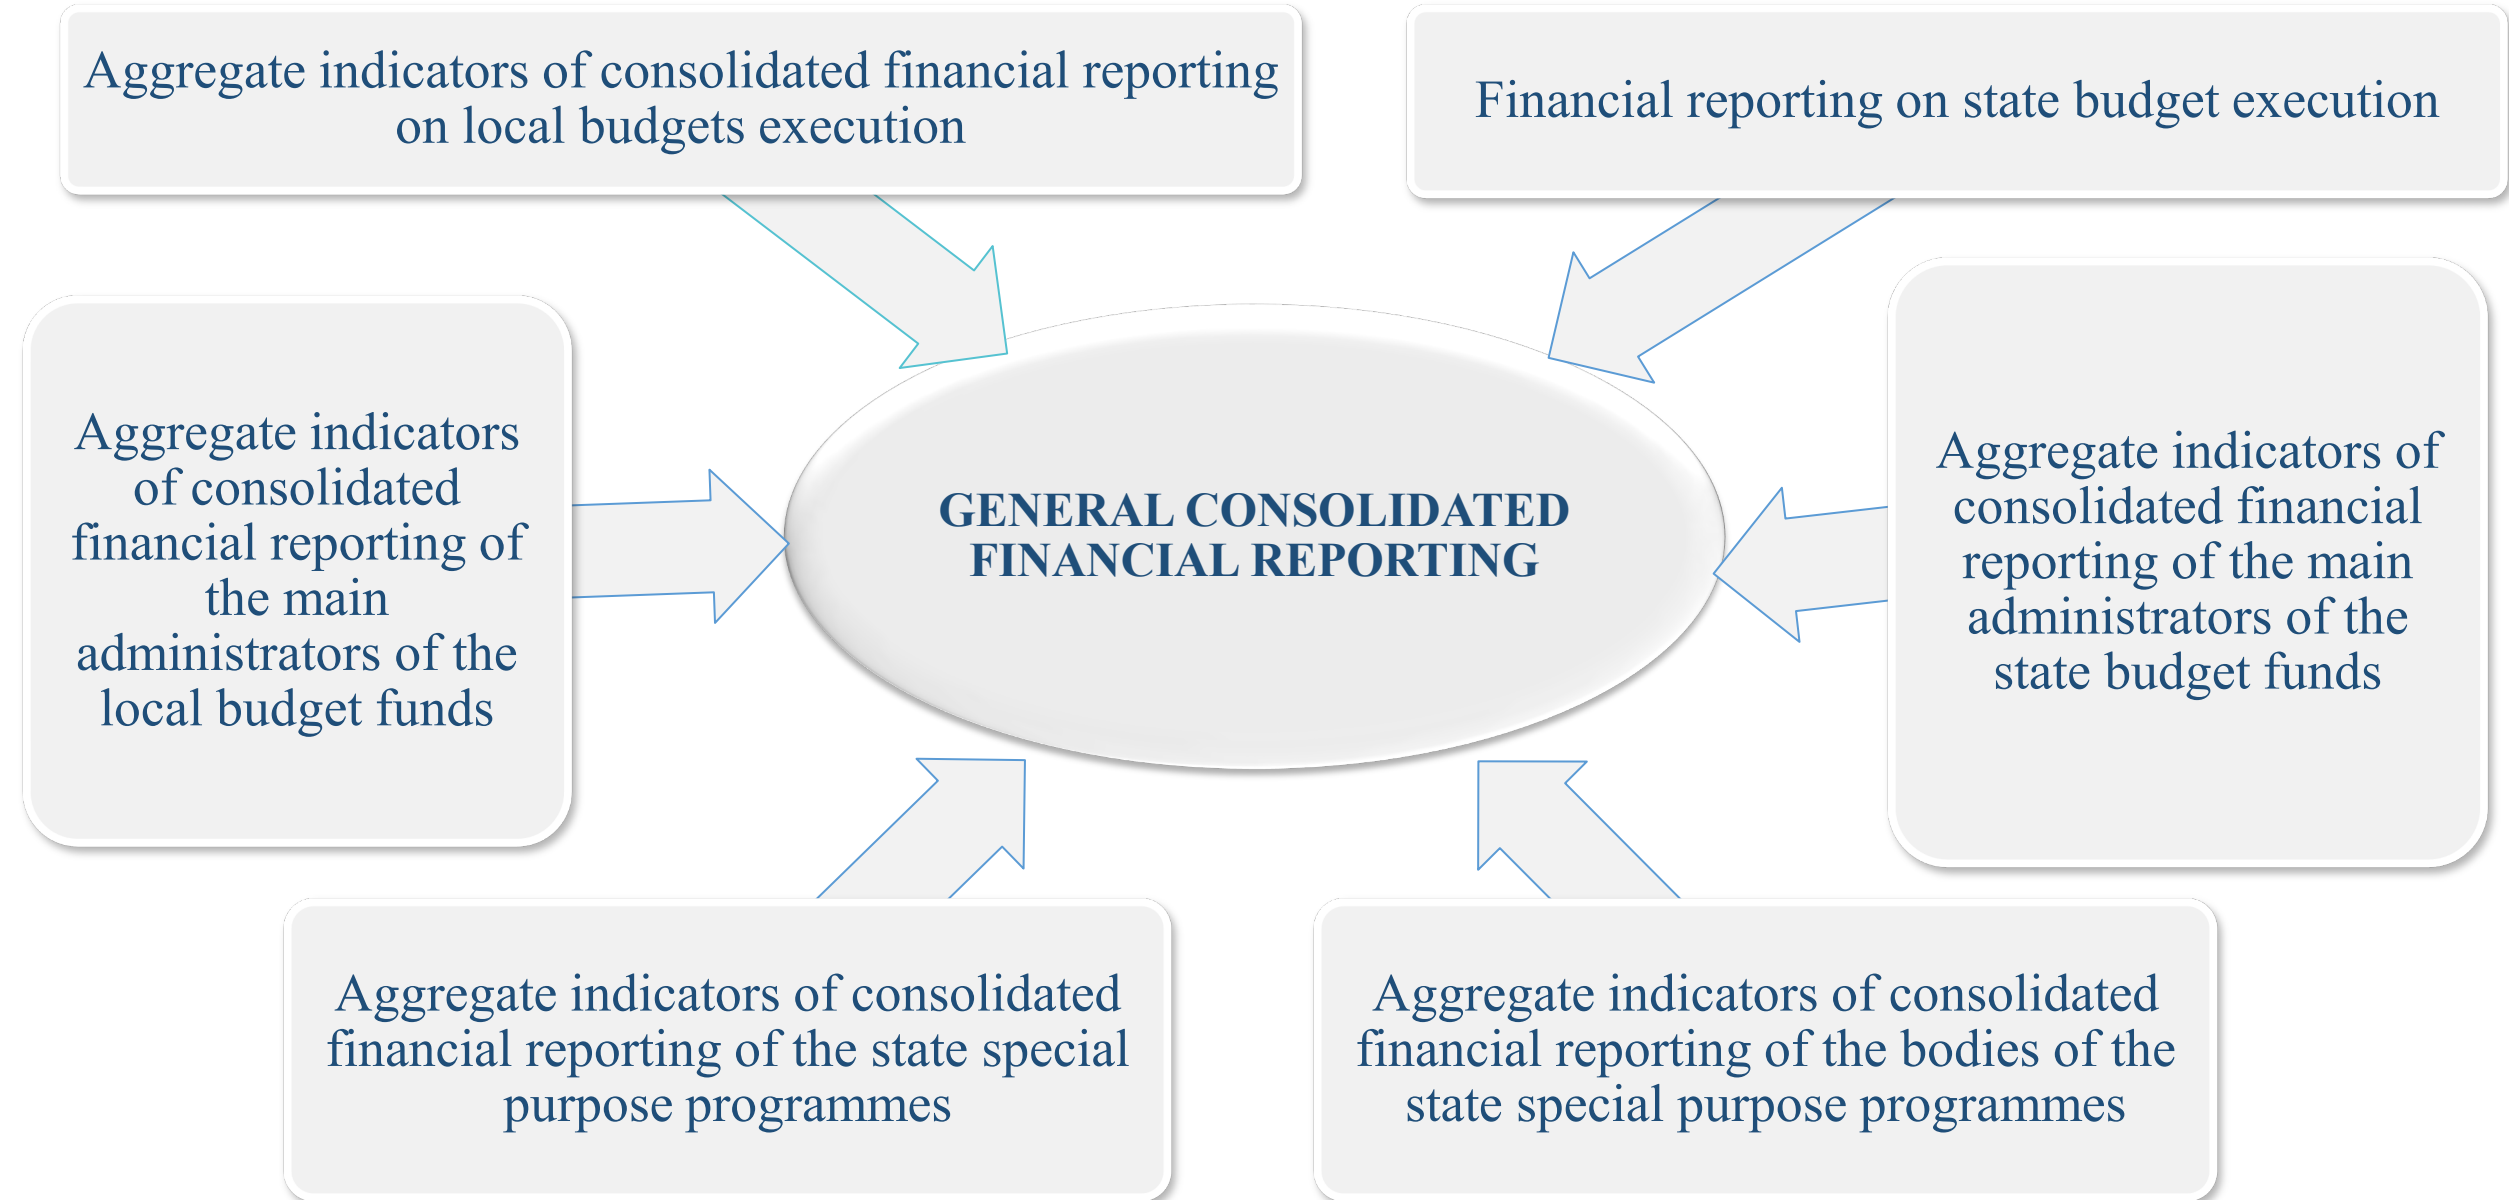 Aggregate indicators of consolidated financial reporting
on local budgets execution
Financial reporting on state budget execution
Aggregate indicators
of consolidated
financial reporting of
the main
administrators of the
local budget funds
GENERAL CONSOLIDATED
FINANCIAL REPORTING
Aggregate indicators of
consolidated financial
reporting of the main
administrators of the
state budget funds
Aggregate indicators of consolidated
financial reporting of the state special
purpose programmes
Aggregate indicators of consolidated
financial reporting of the bodies of the
state special purpose programmes